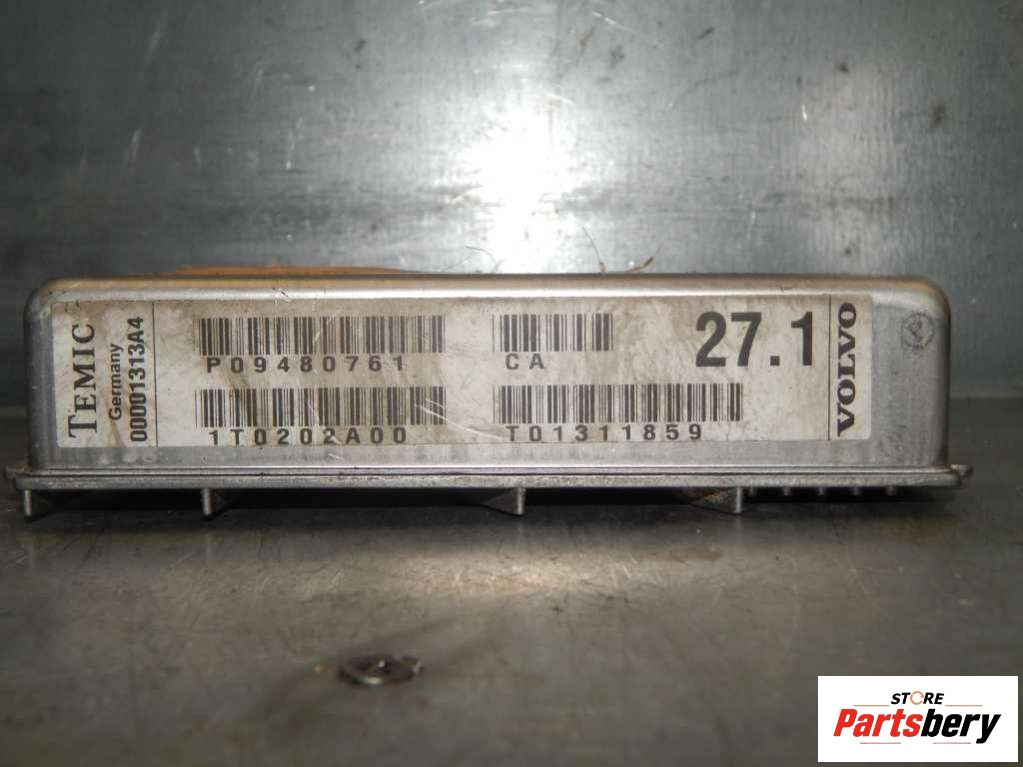 TEMIC
Germany
00001313A4
P09480761
CA
27.1
1T0202A00
T01311859
VOLVO
STORE
Partsbery